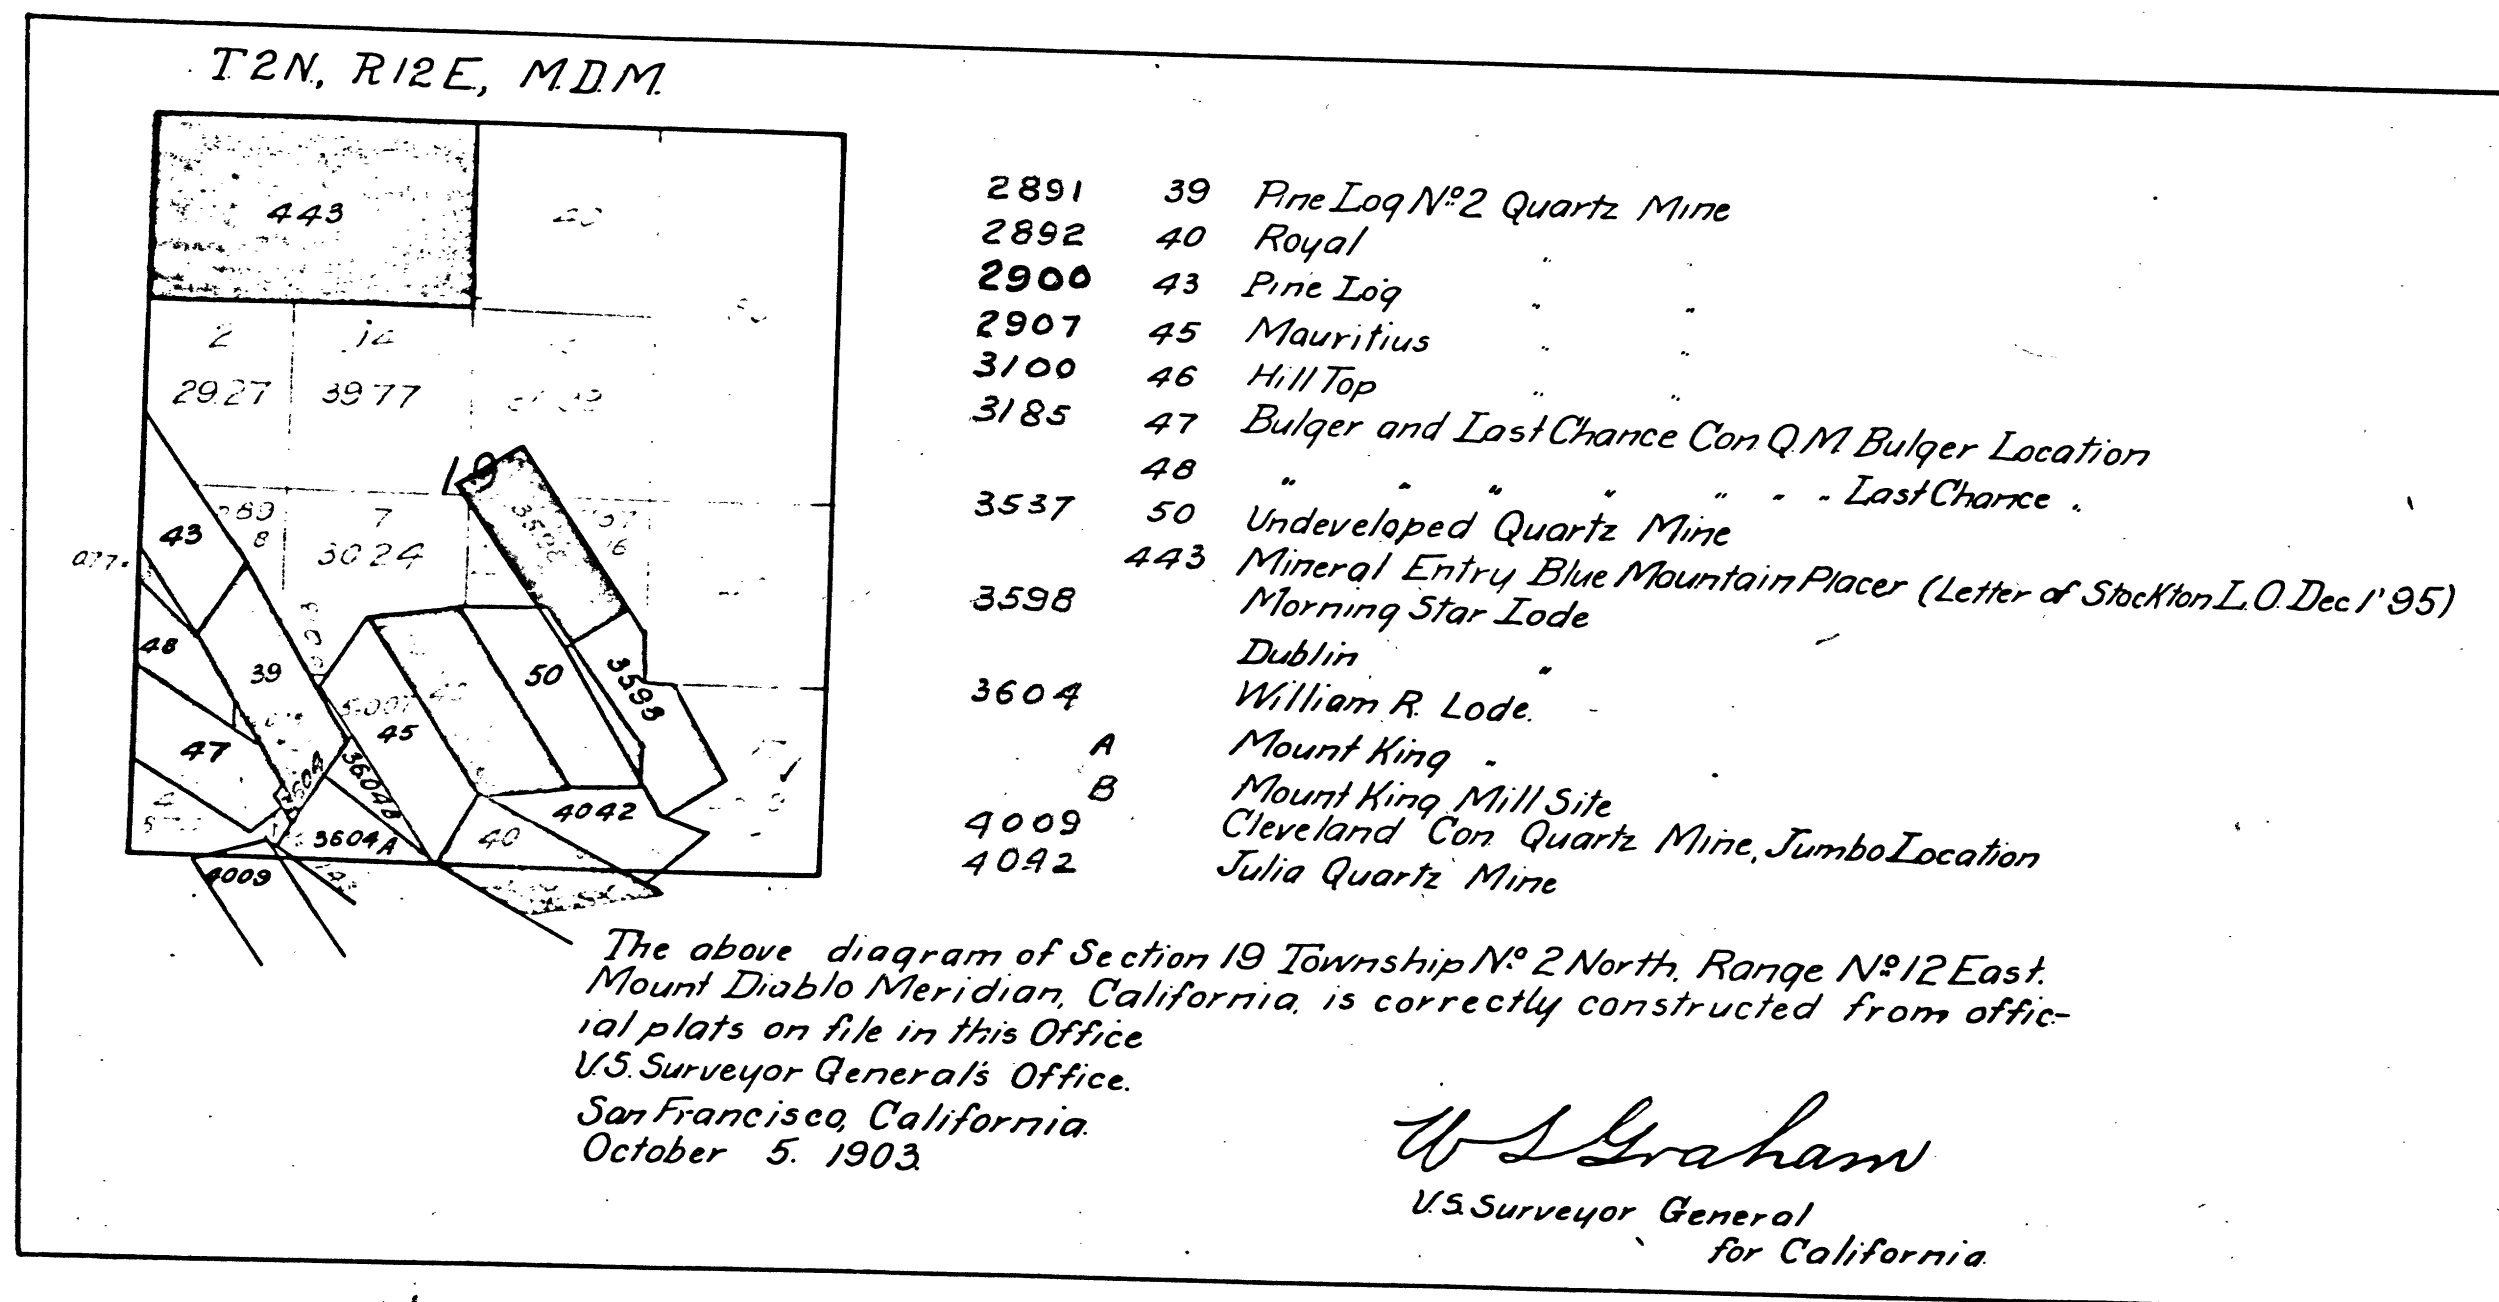 T.2N., R12E., M.D.M.
443
2
29.27 39.77
19
43
7
30.24
48
39
50
3598
45
47
3604B
4042
3604A
40
4009
2891 39 Pine Log No. 2 Quartz Mine
2892 40 Royal " "
2900 43 Pine Log " "
2907 45 Mauritius " "
3100 46 Hill Top " "
3185 47 Bulger and Last Chance Con. Q.M. Bulger Location
48 " " " " " " " Last Chance "
3537 50 Undeveloped Quartz Mine
443 Mineral Entry Blue Mountain Placer (Letter of Stockton L.O. Dec 1 '95)
3598 Morning Star Lode
Dublin "
3604 William R. Lode.
A Mount King "
B Mount King Mill Site
4009 Cleveland Con. Quartz Mine, Jumbo Location
4042 Julia Quartz Mine
The above diagram of Section 19 Township No. 2 North, Range No. 12 East.
Mount Diablo Meridian, California, is correctly constructed from offic-
ial plats on file in this Office
U.S. Surveyor General's Office.
San Francisco, California.
October 5. 1903.
W S Graham
U.S. Surveyor General
for California